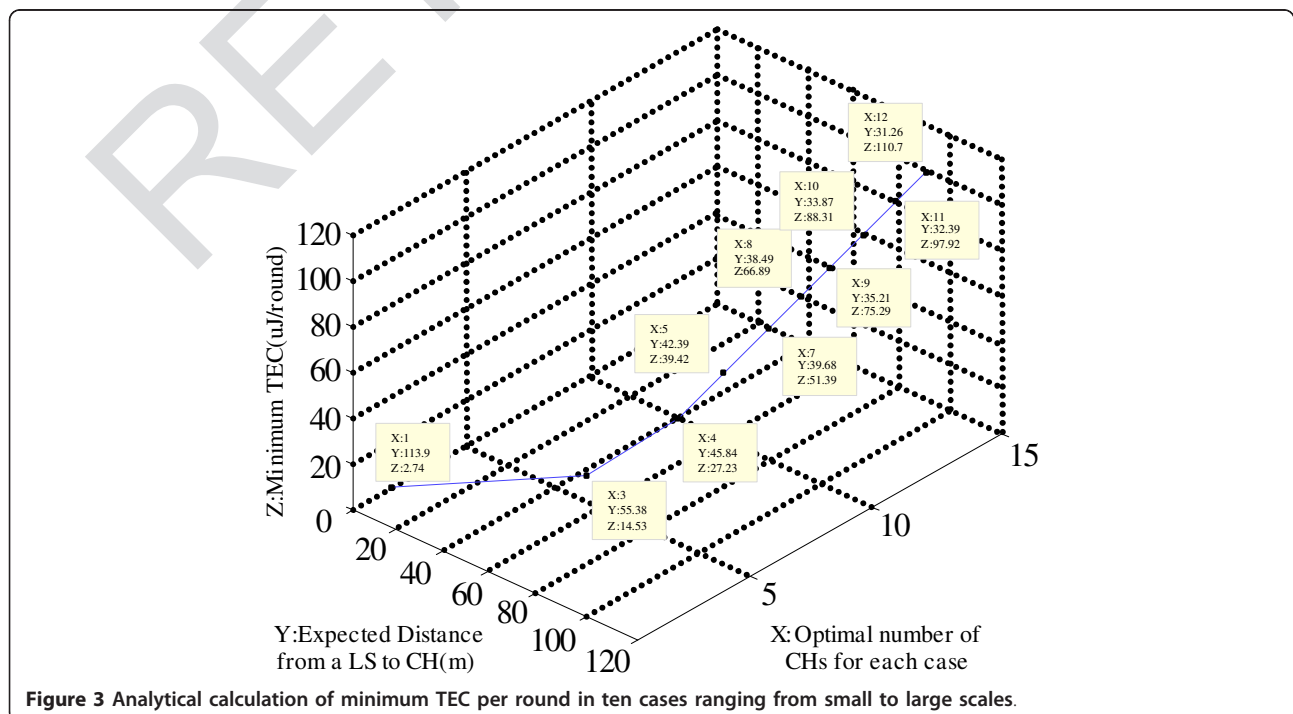 RET
X:12
Y:31.26
Z:110.7
X:10
Y:33.87
Z:88.31
X:11
Y:32.39
Z:97.92
X:8
Y:38.49
Z66.89
X:9
Y:35.21
Z:75.29
X:5
Y:42.39
Z:39.42
X:7
Y:39.68
Z:51.39
X:1
Y:113.9
Z:2.74
X:4
Y:45.84
Z:27.23
X:3
Y:55.38
Z:14.53
Z:Minimum TEC(uJ/round)
120
100
80
60
40
20
0
20
40
60
80
100
120
5
10
15
Y:Expected Distance
from a LS to CH(m)
X:Optimal number of
CHs for each case
Figure 3 Analytical calculation of minimum TEC per round in ten cases ranging from small to large scales.